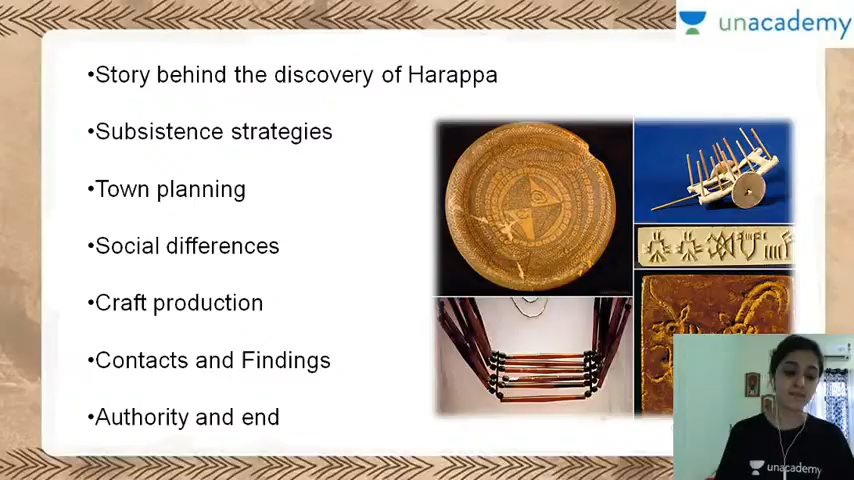 unacademy
•Story behind the discovery of Harappa
•Subsistence strategies
•Town planning
•Social differences
•Craft production
•Contacts and Findings
•Authority and end
unacademy